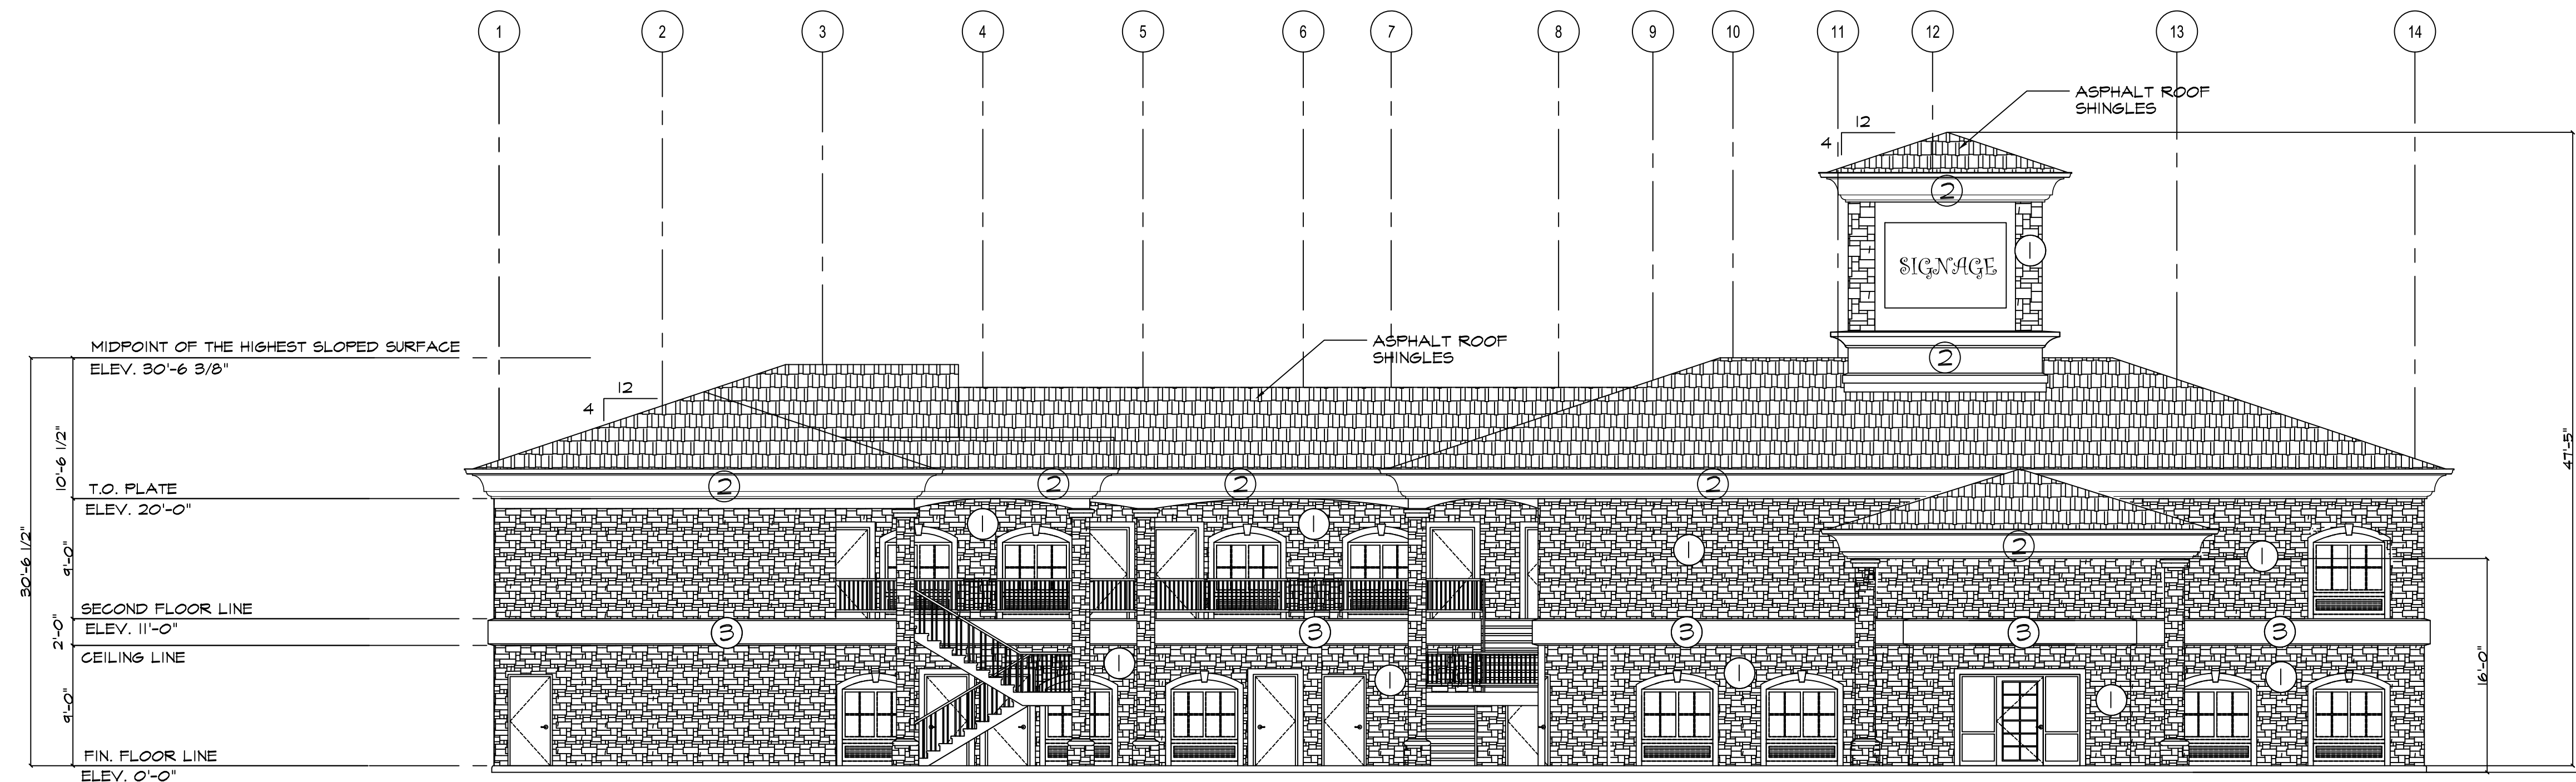 1 2 3 4 5 6 7 8 9 10 11 12 13 14
ASPHALT ROOF
SHINGLES
12
4
2
SIGNAGE
1
ASPHALT ROOF
SHINGLES
2
MIDPOINT OF THE HIGHEST SLOPED SURFACE
ELEV. 30'-6 3/8"
12
4
47'-5"
10'-6 1/2"
T.O. PLATE
ELEV. 20'-0"
2 2 2 2
1 1 1 2 1
30'-6 1/2"
9'-0"
SECOND FLOOR LINE
ELEV. 11'-0"
2'-0"
CEILING LINE
3 3 3 3 3
1 1 1 1 1
16'-0"
9'-0"
FIN. FLOOR LINE
ELEV. 0'-0"